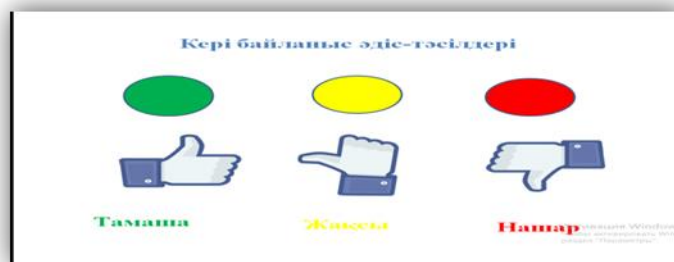 Кері байланыс әдіс-тәсілдері
Тамаша
Жақсы
Нашар